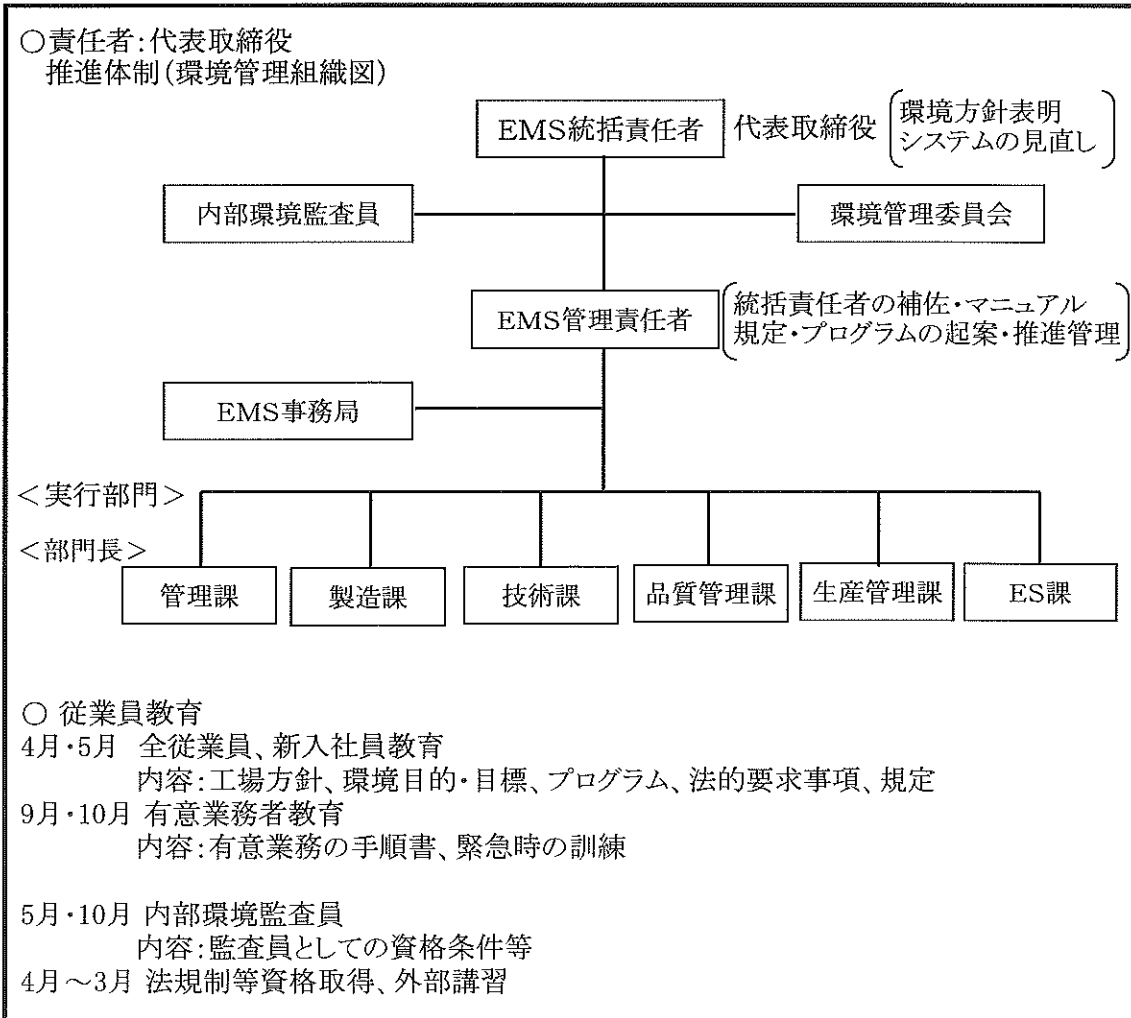 ○責任者:代表取締役
推進体制(環境管理組織図)
EMS統括責任者 代表取締役 環境方針表明
システムの見直し
内部環境監査員 環境管理委員会
EMS管理責任者 統括責任者の補佐・マニュアル
規定・プログラムの起案・推進管理
EMS事務局
<実行部門>
<部門長>
管理課 製造課 技術課 品質管理課 生産管理課 ES課
○ 従業員教育
4月・5月 全従業員、新入社員教育
内容:工場方針、環境目的・目標、プログラム、法的要求事項、規定
9月・10月 有意業務者教育
内容:有意業務の手順書、緊急時の訓練
5月・10月 内部環境監査員
内容:監査員としての資格条件等
4月~3月 法規制等資格取得、外部講習